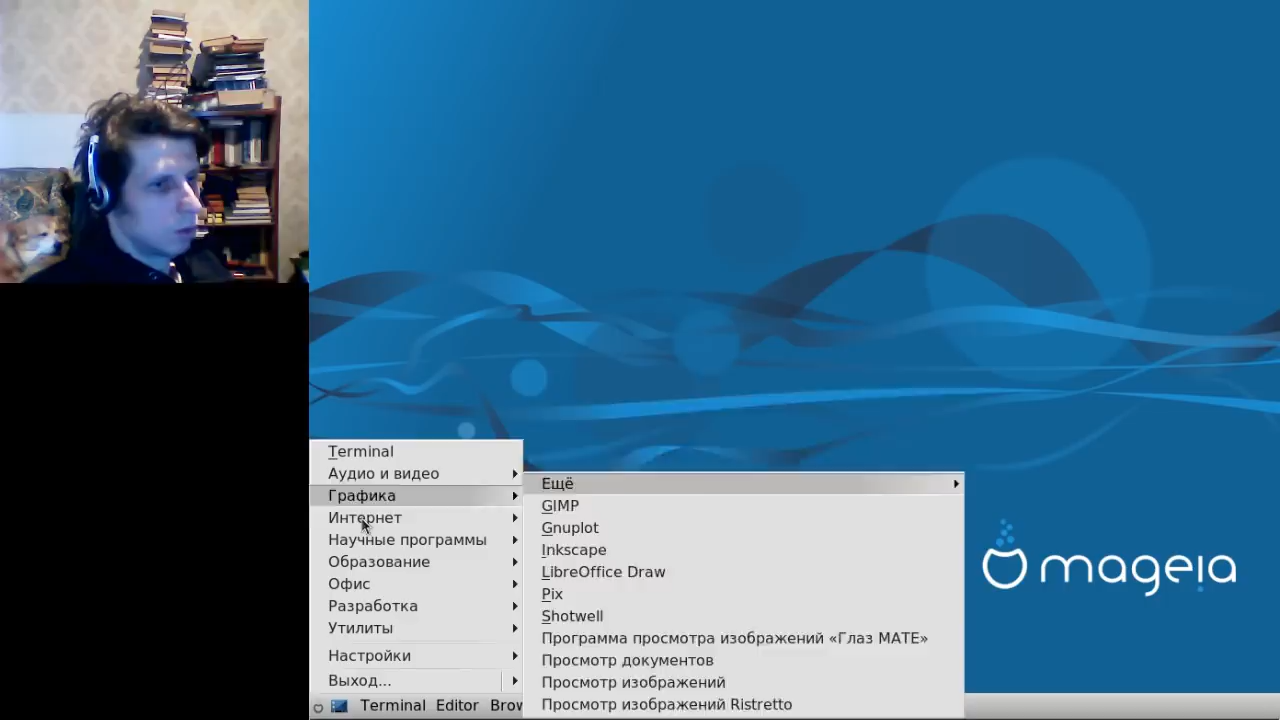 Terminal
Аудио и видео
Графика
Интернет
Научные программы
Образование
Офис
Разработка
Утилиты
Настройки
Выход...
Ещё
GIMP
Gnuplot
Inkscape
LibreOffice Draw
Pix
Shotwell
Программа просмотра изображений «Глаз MATE»
Просмотр документов
Просмотр изображений
Просмотр изображений Ristretto
mageia
Terminal Editor Brow